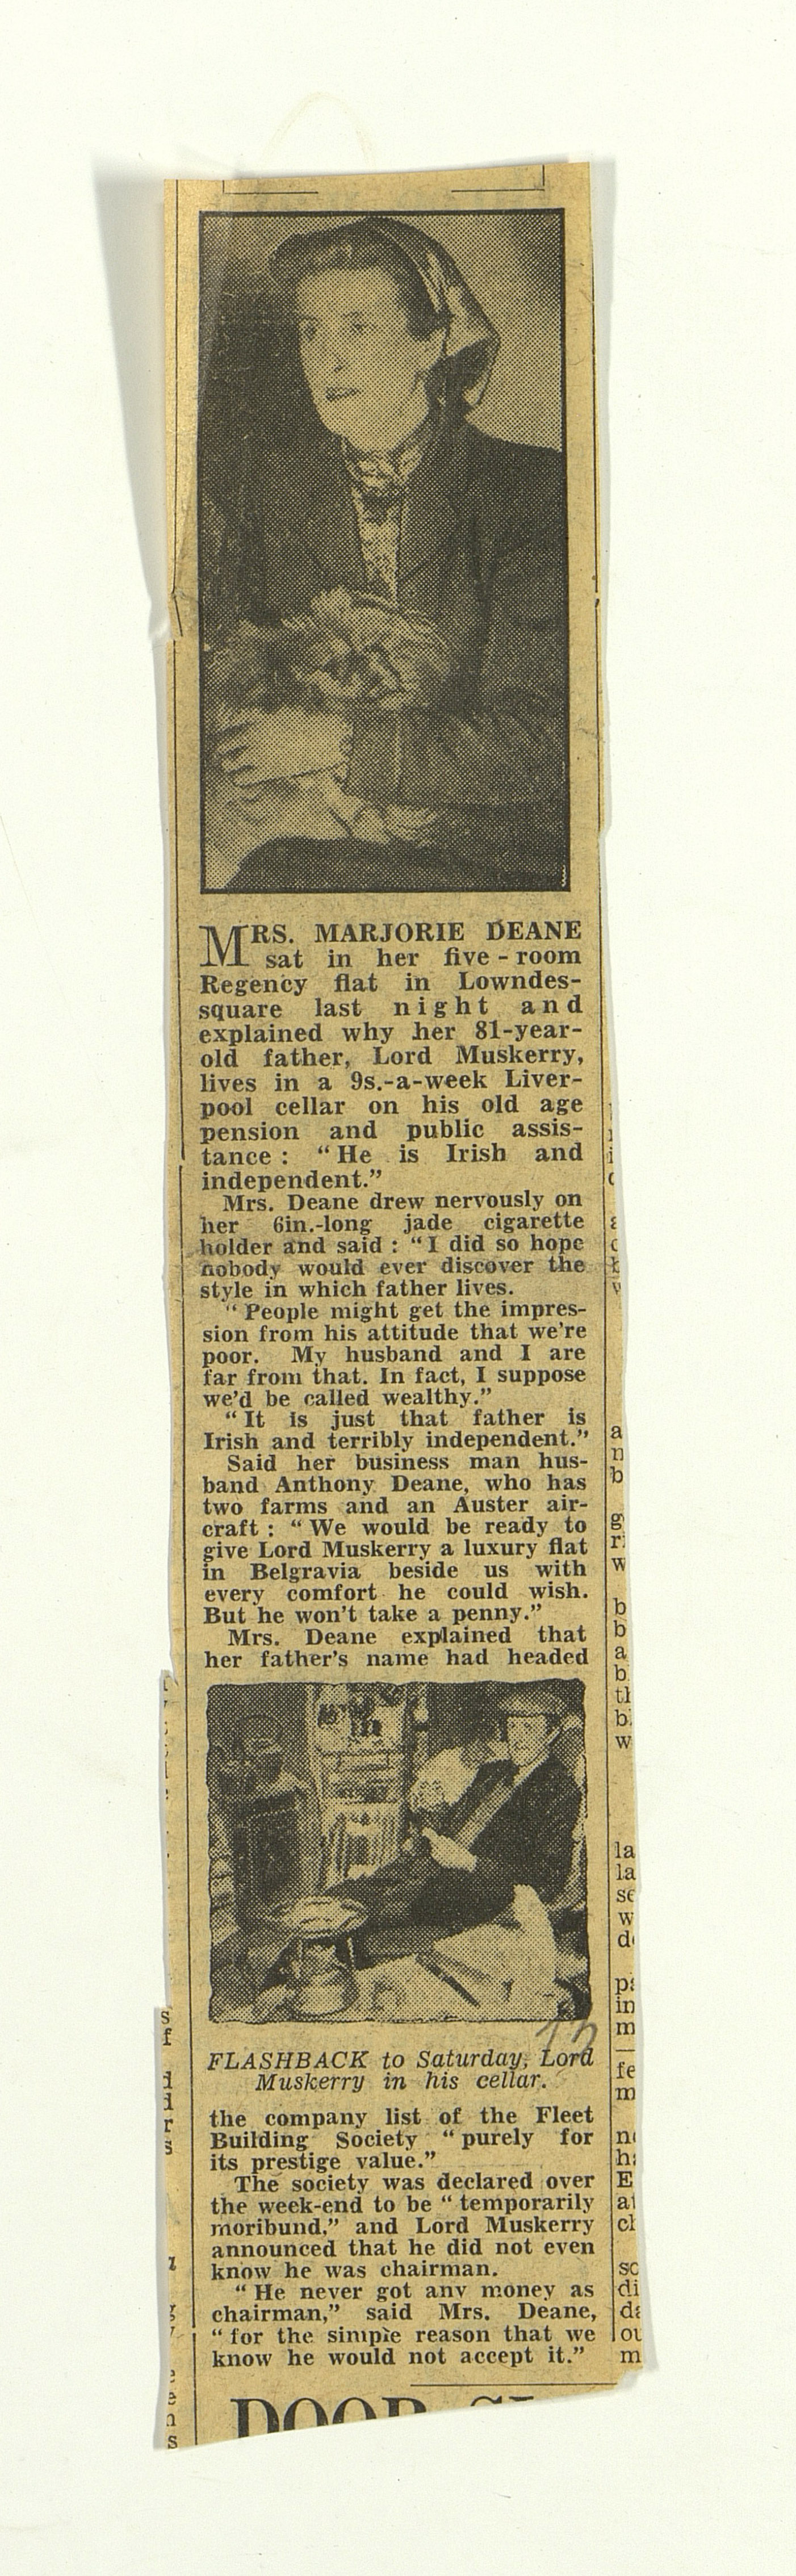 MRS. MARJORIE DEANE
sat in her five-room
Regency flat in Lowndes-
square last night and
explained why her 81-year-
old father, Lord Muskerry,
lives in a 9s.-a-week Liver-
pool cellar on his old age
pension and public assis-
tance : “He is Irish and
independent.”
Mrs. Deane drew nervously on
her 6in.-long jade cigarette
holder and said : “I did so hope
nobody would ever discover the
style in which father lives.
“People might get the impres-
sion from his attitude that we're
poor. My husband and I are
far from that. In fact, I suppose
we'd be called wealthy.”
“It is just that father is
Irish and terribly independent.”
Said her business man hus-
band Anthony Deane, who has
two farms and an Auster air-
craft : “We would be ready to
give Lord Muskerry a luxury flat
in Belgravia beside us with
every comfort he could wish.
But he won't take a penny.”
Mrs. Deane explained that
her father's name had headed
FLASHBACK to Saturday, Lord
Muskerry in his cellar.
the company list of the Fleet
Building Society “purely for
its prestige value.”
The society was declared over
the week-end to be “temporarily
moribund,” and Lord Muskerry
announced that he did not even
know he was chairman.
“He never got any money as
chairman,” said Mrs. Deane,
“for the simple reason that we
know he would not accept it.”
DOOR